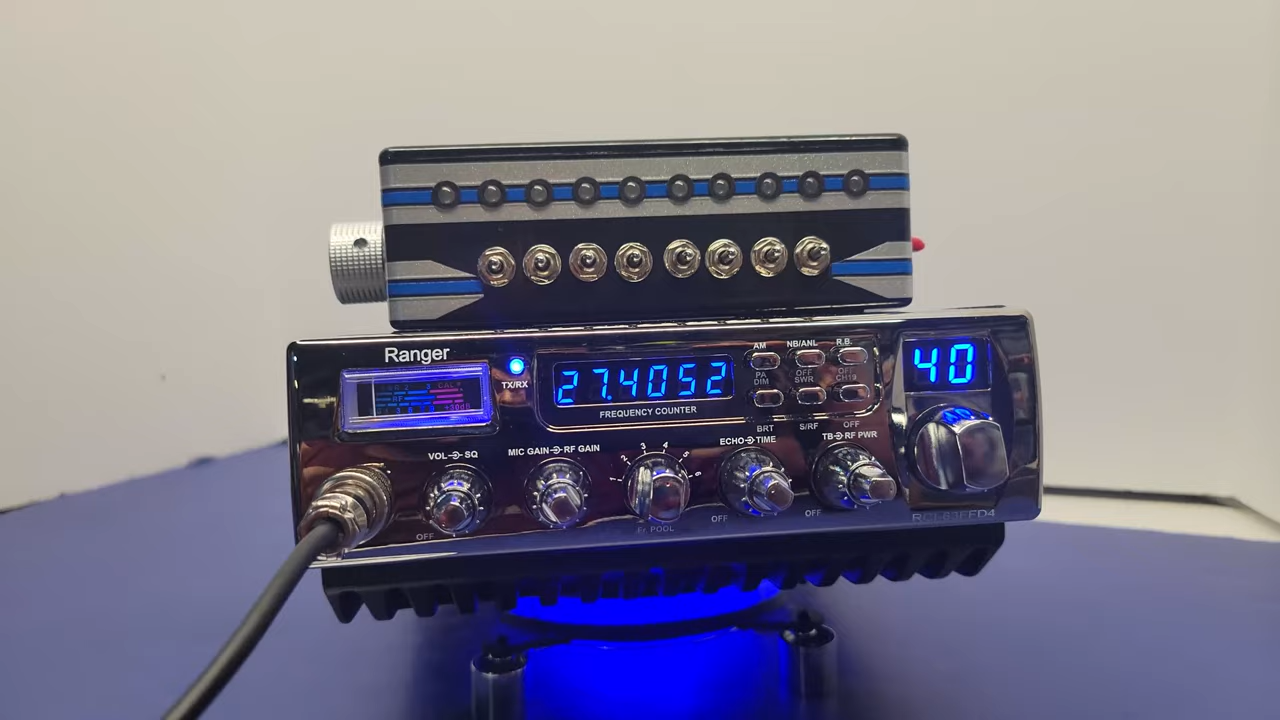 Ranger
TX/RX
27.4052
FREQUENCY COUNTER
AM
NB/ANL
R.B.
PA
DIM
OFF
SWR
OFF
CH19
BRT
S/RF
OFF
40
RF
+30dB
VOL SQ
MIC GAIN RF GAIN
1 2 3 4 5 6
ECHO TIME
TB RF PWR
OFF
OFF
OFF